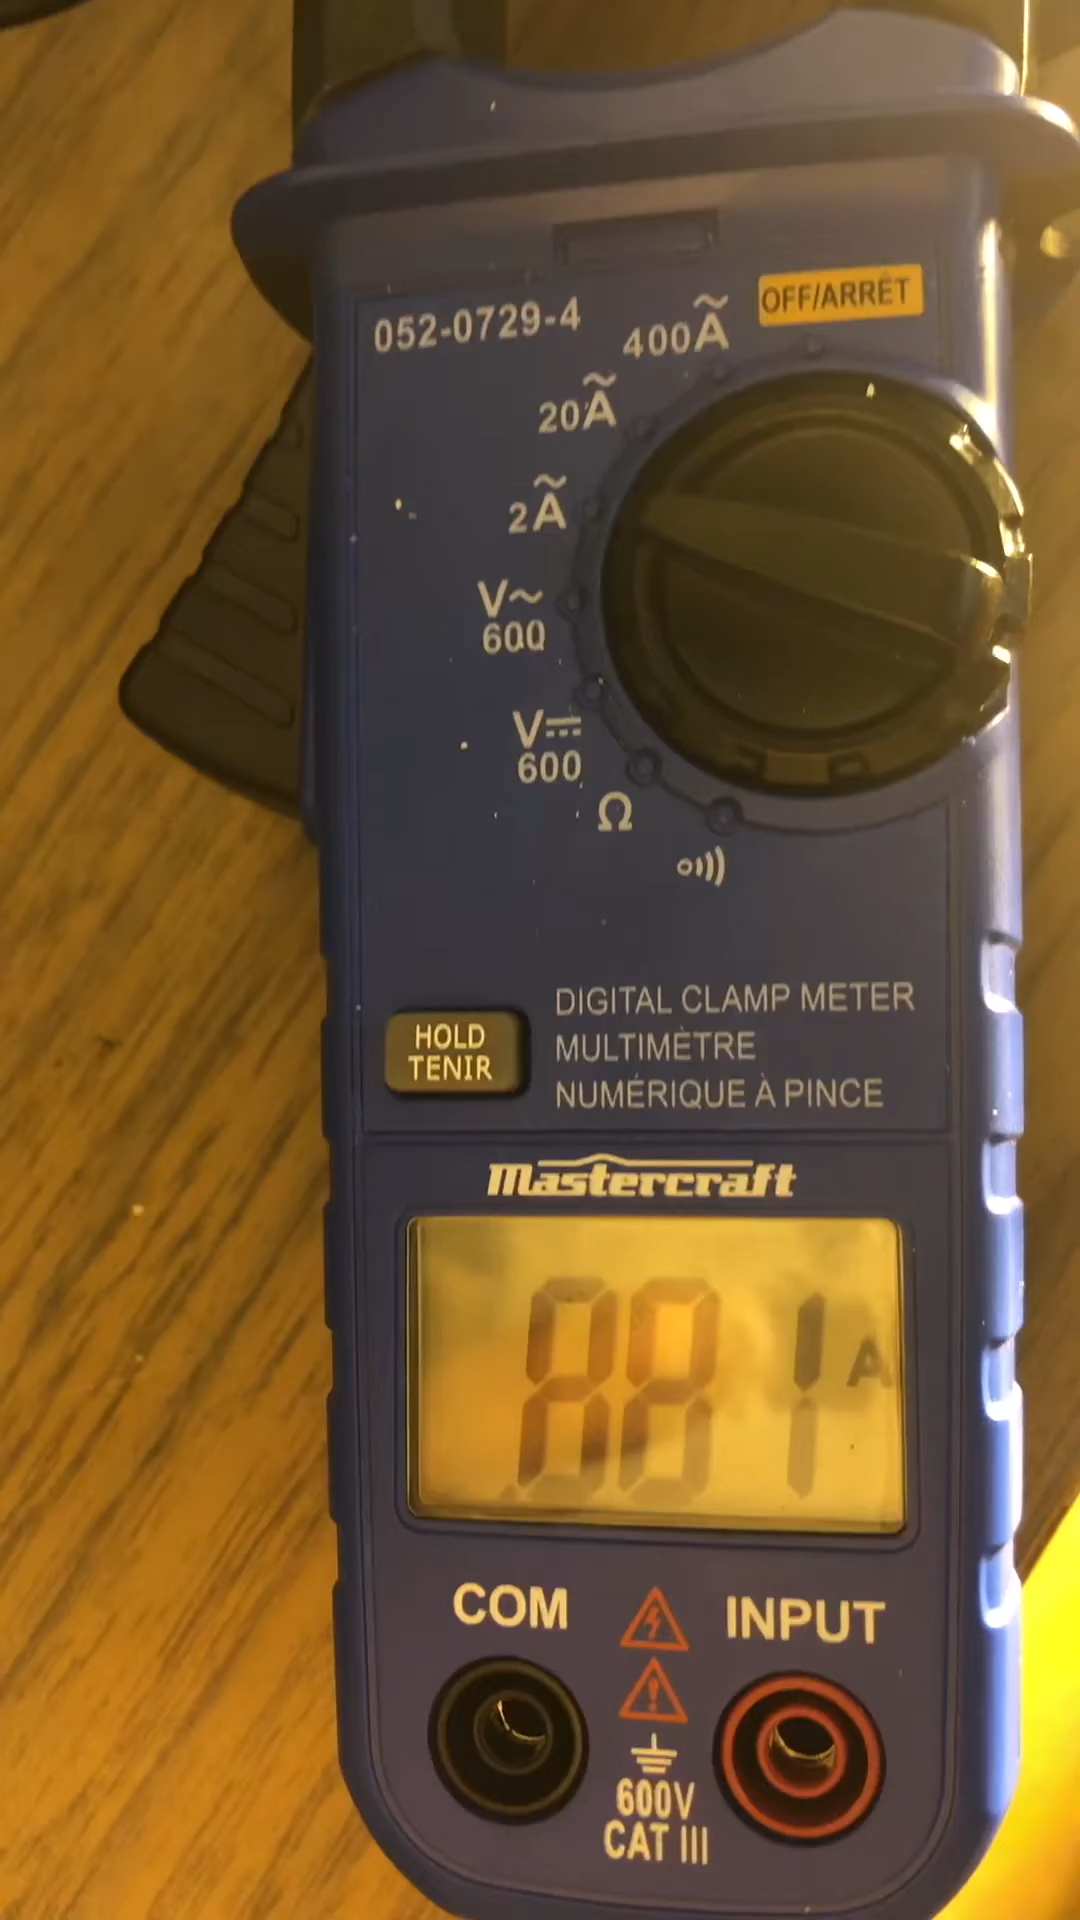 052-0729-4
OFF/ARRÊT
400A
20A
2A
V~
600
V⎓
600
Ω
HOLD
TENIR
DIGITAL CLAMP METER
MULTIMÈTRE
NUMÉRIQUE À PINCE
Mastercraft
A
COM
INPUT
600V
CAT III